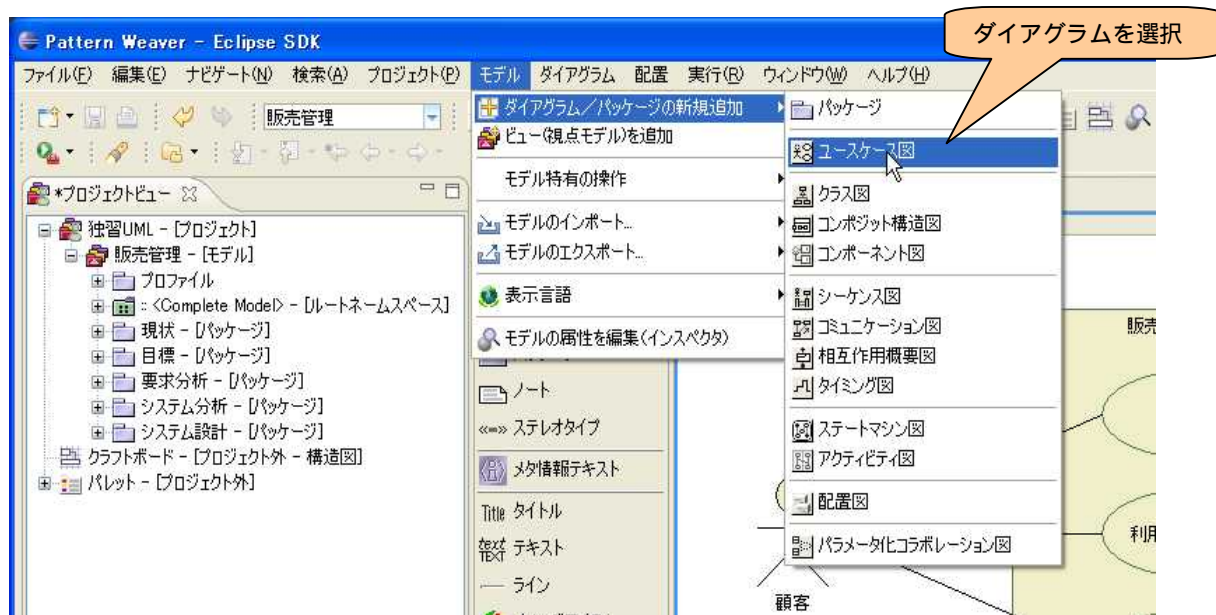 ダイアグラムを選択
Pattern Weaver - Eclipse SDK
ファイル(F) 編集(E) ナビゲート(N) 検索(A) プロジェクト(P) モデル ダイアグラム 配置 実行(R) ウィンドウ(W) ヘルプ(H)
販売管理
*プロジェクトビュー
独習UML - [プロジェクト]
販売管理 - [モデル]
プロファイル
:: <Complete Model> - [ルートネームスペース]
現状 - [パッケージ]
目標 - [パッケージ]
要求分析 - [パッケージ]
システム分析 - [パッケージ]
システム設計 - [パッケージ]
クラフトボード - [プロジェクト外 - 構造図]
パレット - [プロジェクト外]
ダイアグラム／パッケージの新規追加
ビュー(視点モデル)を追加
モデル特有の操作
モデルのインポート...
モデルのエクスポート...
表示言語
モデルの属性を編集(インスペクタ)
ノート
«=» ステレオタイプ
メタ情報テキスト
Title タイトル
text TEXT テキスト
ライン
パッケージ
ユースケース図
クラス図
コンポジット構造図
コンポーネント図
シーケンス図
コミュニケーション図
相互作用概要図
タイミング図
ステートマシン図
アクティビティ図
配置図
パラメータ化コラボレーション図
販売
利用
顧客